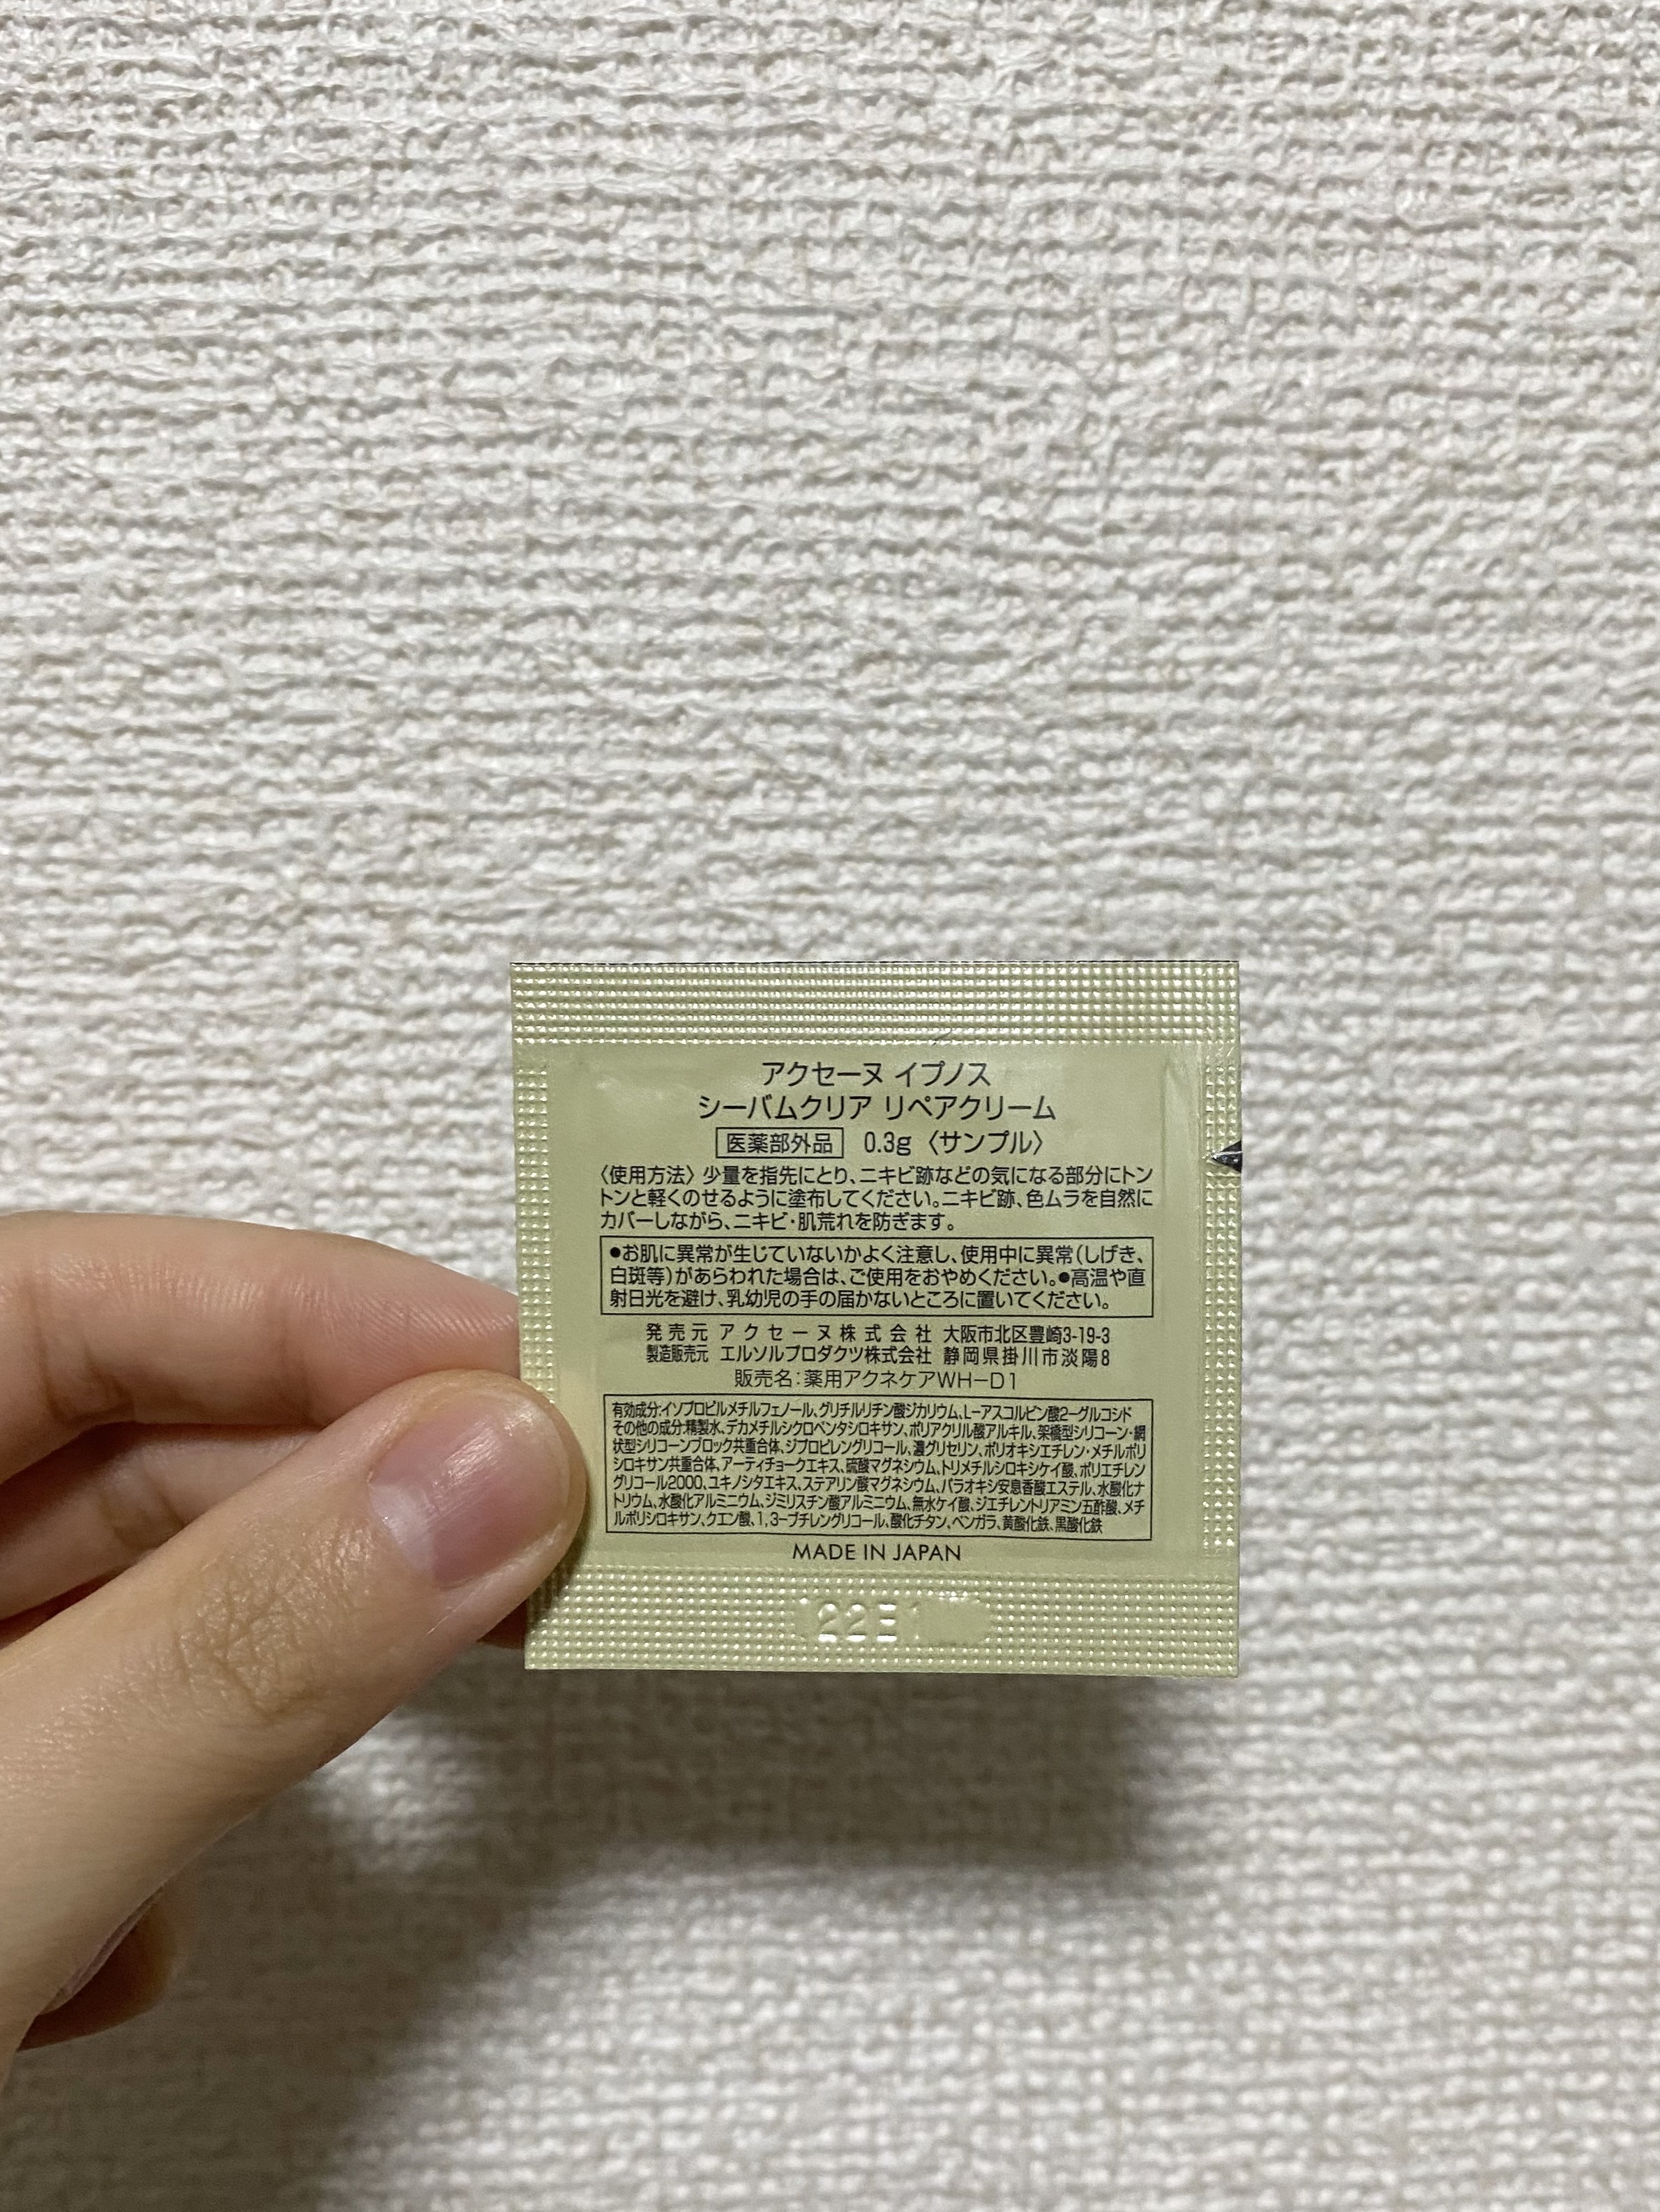 アクセーヌ イプノス
シーバムクリア リペアクリーム
医薬部外品 0.3g〈サンプル〉
〈使用方法〉少量を指先にとり、ニキビ跡などの気になる部分にトン
トンと軽くのせるように塗布してください。ニキビ跡、色ムラを自然に
カバーしながら、ニキビ・肌荒れを防ぎます。
●お肌に異常が生じていないかよく注意し、使用中に異常(しげき、
白斑等)があらわれた場合は、ご使用をおやめください。●高温や直
射日光を避け、乳幼児の手の届かないところに置いてください。
発売元 アクセーヌ株式会社 大阪市北区豊崎3-19-3
製造販売元 エルソルプロダクツ株式会社 静岡県掛川市淡陽8
販売名:薬用アクネケアWH-D1
有効成分:イソプロピルメチルフェノール、グリチルリチン酸ジカリウム、L-アスコルビン酸2-グルコシド
その他の成分:精製水、デカメチルシクロペンタシロキサン、ポリアクリル酸アルキル、架橋型シリコーン・網
状型シリコーンブロック共重合体、ジプロピレングリコール、濃グリセリン、ポリオキシエチレン・メチルポリ
シロキサン共重合体、アーティチョークエキス、硫酸マグネシウム、トリメチルシロキシケイ酸、ポリエチレン
グリコール2000、ユキノシタエキス、ステアリン酸マグネシウム、パラオキシ安息香酸エステル、水酸化ナ
トリウム、水酸化アルミニウム、ジミリスチン酸アルミニウム、無水ケイ酸、ジエチレントリアミン五酢酸、メチ
ルポリシロキサン、クエン酸、1,3-ブチレングリコール、酸化チタン、ベンガラ、黄酸化鉄、黒酸化鉄
MADE IN JAPAN
22E1